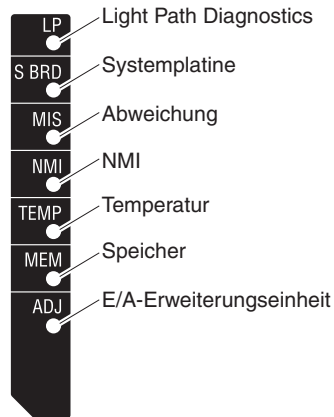 LP Light Path Diagnostics
S BRD Systemplatine
MIS Abweichung
NMI NMI
TEMP Temperatur
MEM Speicher
ADJ E/A-Erweiterungseinheit